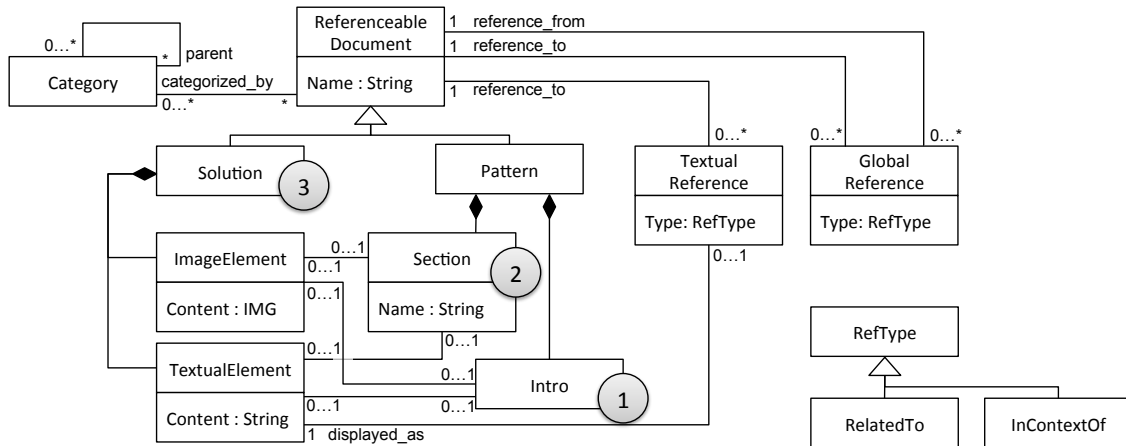 Referenceable
Document
Name : String
1 reference_from
1 reference_to
1 reference_to
0...*
*
parent
Category
categorized_by
0...*
*
Solution
3
Pattern
0...*
Textual
Reference
Type: RefType
0...1
0...*
0...*
Global
Reference
Type: RefType
ImageElement
Content : IMG
0...1
0...1
0...1
Section
2
Name : String
0...1
0...1
TextualElement
Content : String
0...1
0...1
0...1
0...1
Intro
1
1 displayed_as
RefType
RelatedTo
InContextOf